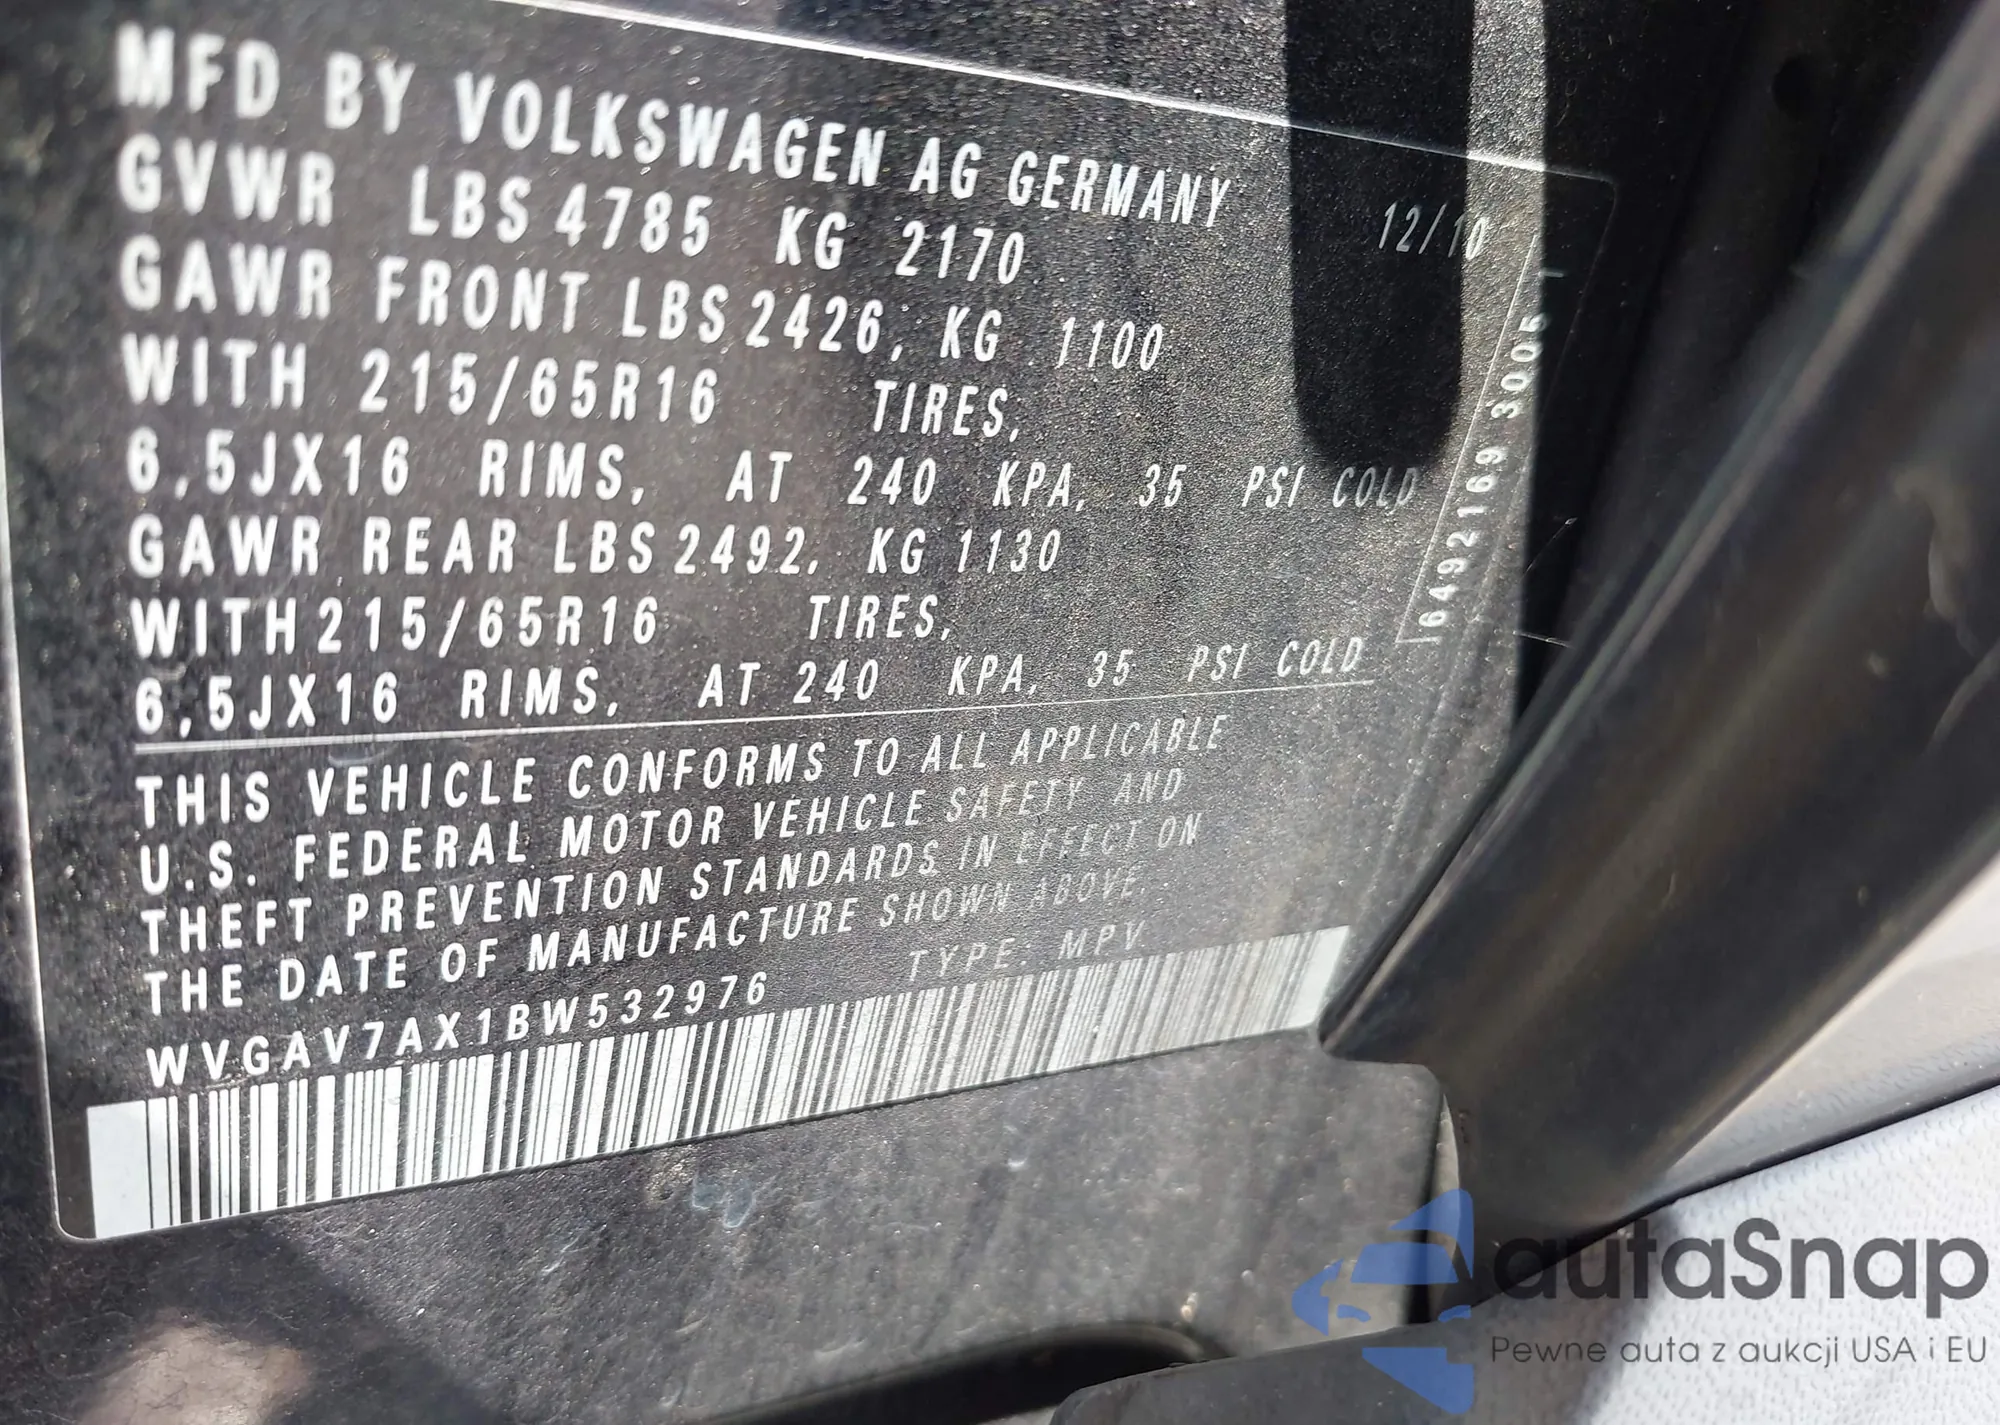 MFD BY VOLKSWAGEN AG GERMANY
12/10
GVWR LBS 4785 KG 2170
GAWR FRONT LBS 2426, KG 1100
WITH 215/65R16 TIRES,
6,5JX16 RIMS, AT 240 KPA, 35 PSI COLD
GAWR REAR LBS 2492, KG 1130
WITH 215/65R16 TIRES,
6,5JX16 RIMS, AT 240 KPA, 35 PSI COLD
THIS VEHICLE CONFORMS TO ALL APPLICABLE
U.S. FEDERAL MOTOR VEHICLE SAFETY AND
THEFT PREVENTION STANDARDS IN EFFECT ON
THE DATE OF MANUFACTURE SHOWN ABOVE.
WVGAV7AX1BW532976 TYPE: MPV
6492169 3005
autaSnap
Pewne auta z aukcji USA i EU